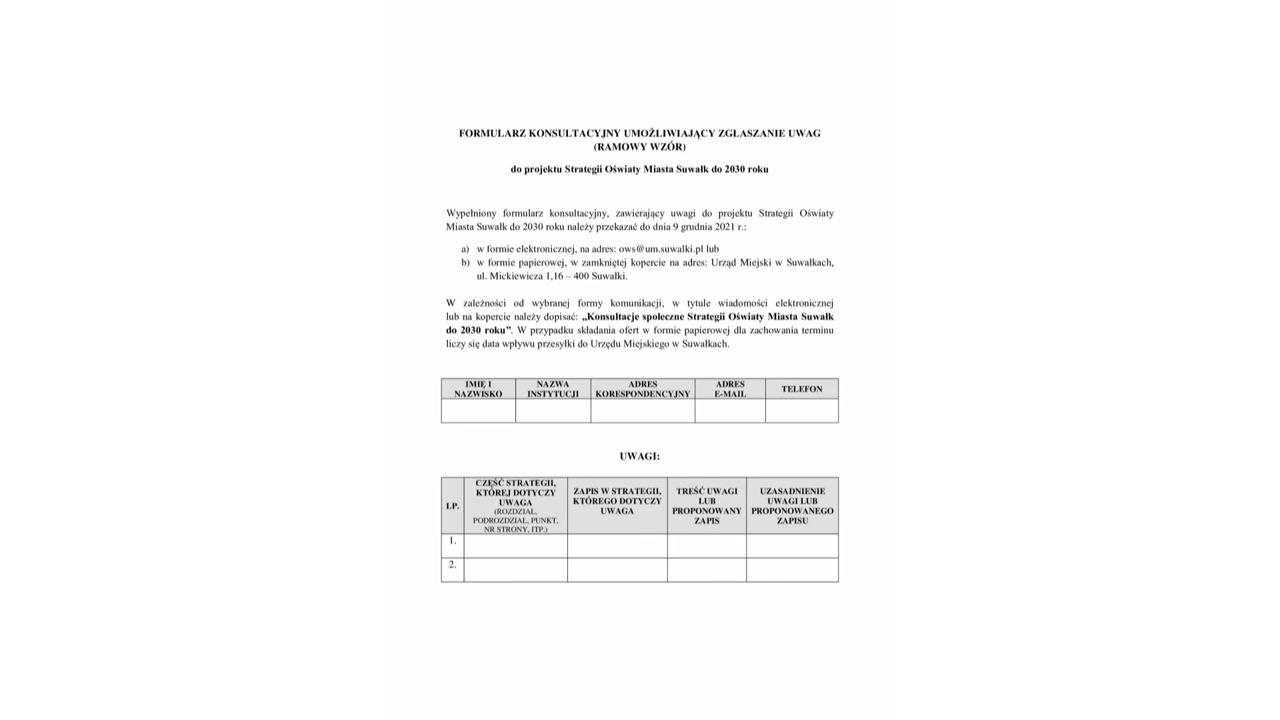 FORMULARZ KONSULTACYJNY UMOŻLIWIAJĄCY ZGŁASZANIE UWAG
(RAMOWY WZÓR)
do projektu Strategii Oświaty Miasta Suwałk do 2030 roku
Wypełniony formularz konsultacyjny, zawierający uwagi do projektu Strategii Oświaty
Miasta Suwałk do 2030 roku należy przekazać do dnia 9 grudnia 2021 r.:
a) w formie elektronicznej, na adres: ows@um.suwalki.pl lub
b) w formie papierowej, w zamkniętej kopercie na adres: Urząd Miejski w Suwałkach,
ul. Mickiewicza 1,16 – 400 Suwałki.
W zależności od wybranej formy komunikacji, w tytule wiadomości elektronicznej
lub na kopercie należy dopisać: „Konsultacje społeczne Strategii Oświaty Miasta Suwałk
do 2030 roku”. W przypadku składania ofert w formie papierowej dla zachowania terminu
liczy się data wpływu przesyłki do Urzędu Miejskiego w Suwałkach.
IMIĘ I
NAZWISKO
NAZWA
INSTYTUCJI
ADRES
KORESPONDENCYJNY
ADRES
E-MAIL
TELEFON
UWAGI:
LP.
CZĘŚĆ STRATEGII,
KTÓREJ DOTYCZY
UWAGA
(ROZDZIAŁ,
PODROZDZIAŁ, PUNKT,
NR STRONY, ITP.)
ZAPIS W STRATEGII,
KTÓREGO DOTYCZY
UWAGA
TREŚĆ UWAGI
LUB
PROPONOWANY
ZAPIS
UZASADNIENIE
UWAGI LUB
PROPONOWANEGO
ZAPISU
1.
2.